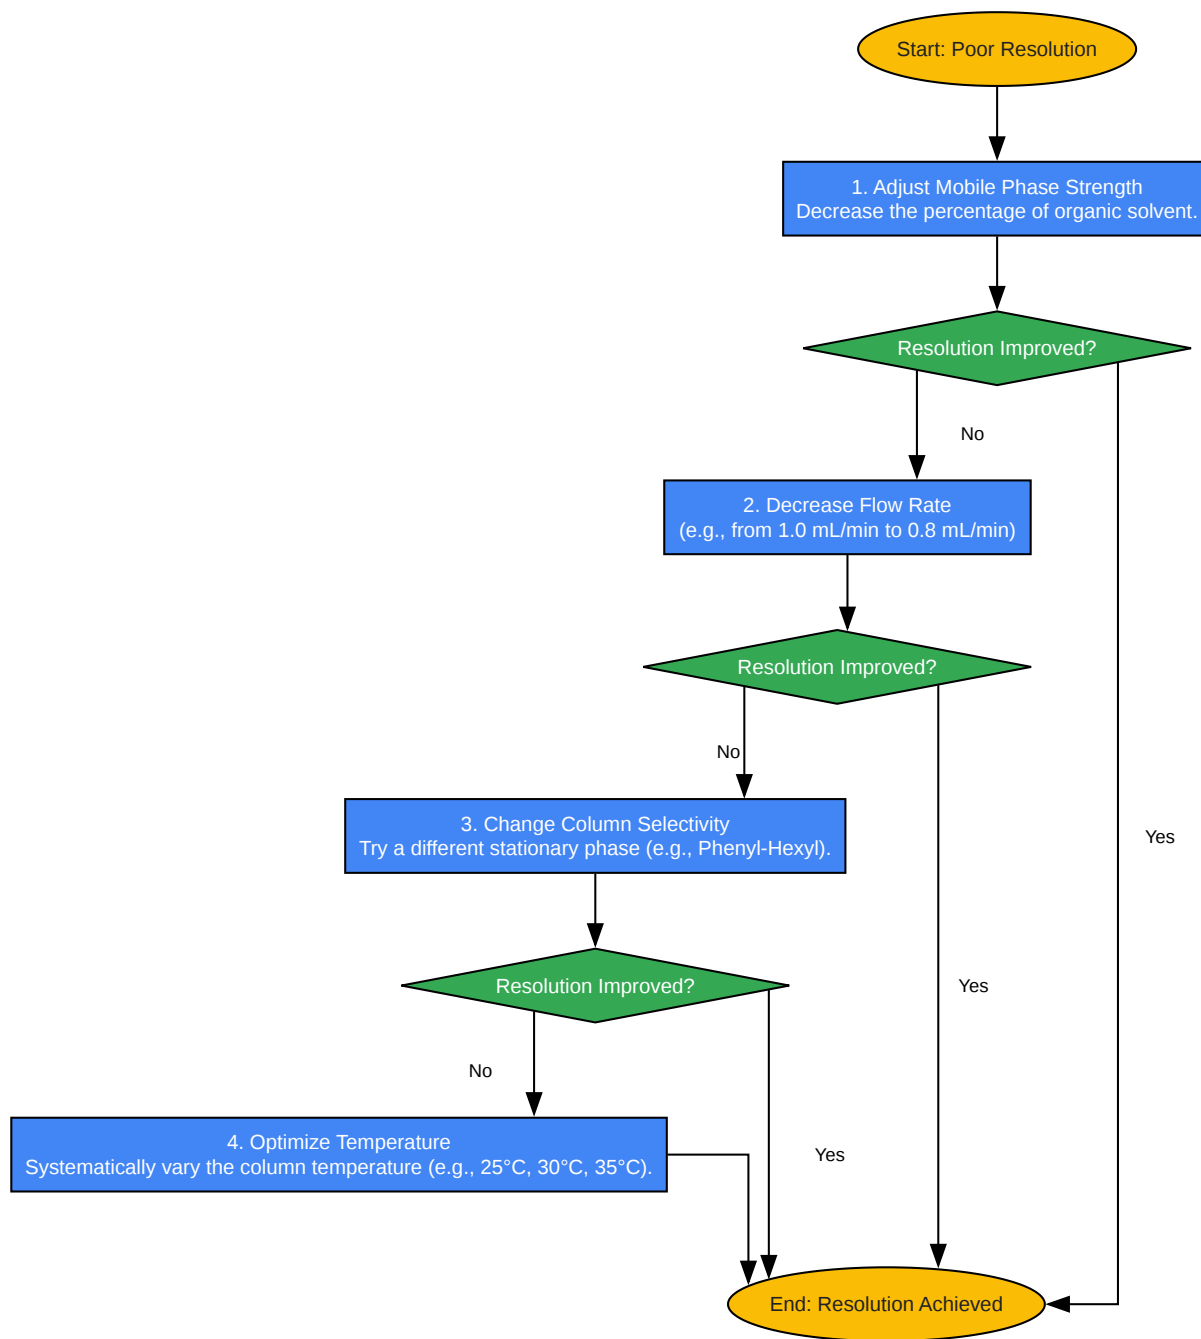 Start: Poor Resolution
1. Adjust Mobile Phase Strength
Decrease the percentage of organic solvent.
Resolution Improved?
No
2. Decrease Flow Rate
(e.g., from 1.0 mL/min to 0.8 mL/min)
Resolution Improved?
No
3. Change Column Selectivity
Try a different stationary phase (e.g., Phenyl-Hexyl).
Yes
Resolution Improved?
Yes
No
4. Optimize Temperature
Systematically vary the column temperature (e.g., 25°C, 30°C, 35°C).
Yes
End: Resolution Achieved